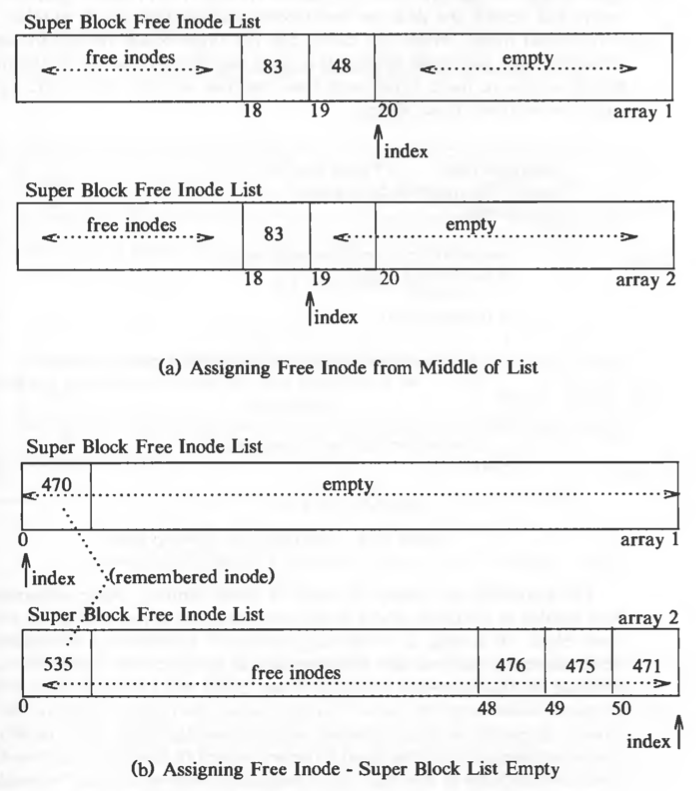 Super Block Free Inode List
free inodes 83 48 empty
18 19 20 array 1
index
Super Block Free Inode List
free inodes 83 empty
18 19 20 array 2
index
(a) Assigning Free Inode from Middle of List
Super Block Free Inode List
470 empty
0 array 1
index (remembered inode)
Super Block Free Inode List array 2
535 free inodes 476 475 471
0 48 49 50
index
(b) Assigning Free Inode - Super Block List Empty